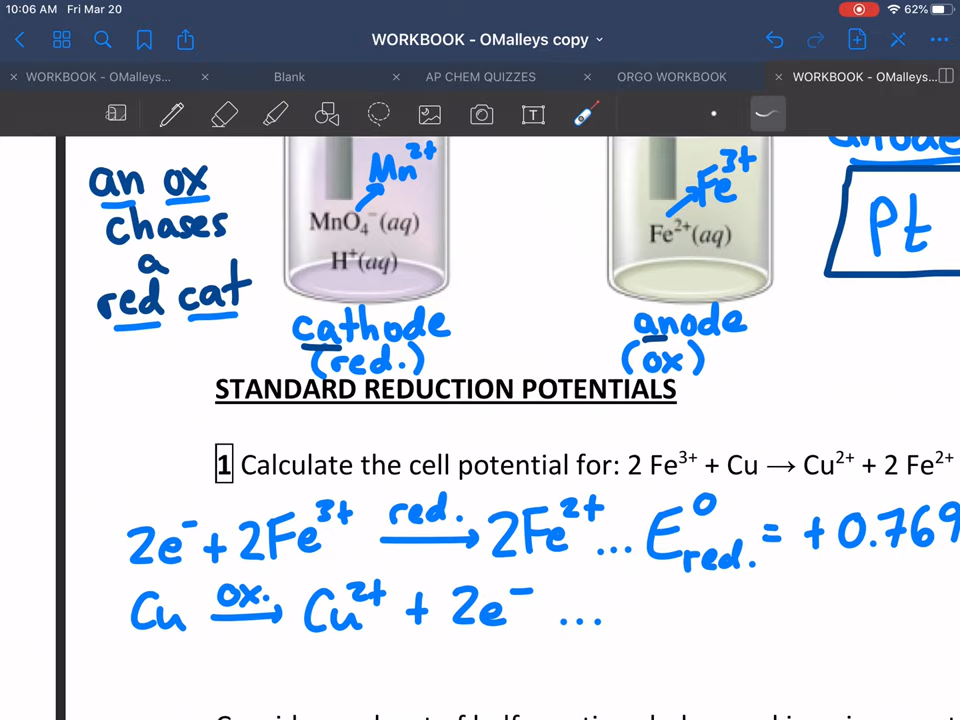 10:06 AM Fri Mar 20
62%
WORKBOOK - OMalleys copy
WORKBOOK - OMalleys...
Blank
AP CHEM QUIZZES
ORGO WORKBOOK
WORKBOOK - OMalleys...
T
an ox
chases
a
red cat
Mn²⁺
MnO₄⁻(aq)
H⁺(aq)
cathode
(red.)
Fe³⁺
Fe²⁺(aq)
anode
(ox)
anode
Pt
STANDARD REDUCTION POTENTIALS
1 Calculate the cell potential for: 2 Fe³⁺ + Cu → Cu²⁺ + 2 Fe²⁺
2e⁻ + 2Fe³⁺ red.→ 2Fe²⁺ ... E⁰red. = +0.769
Cu ox.→ Cu²⁺ + 2e⁻ ...